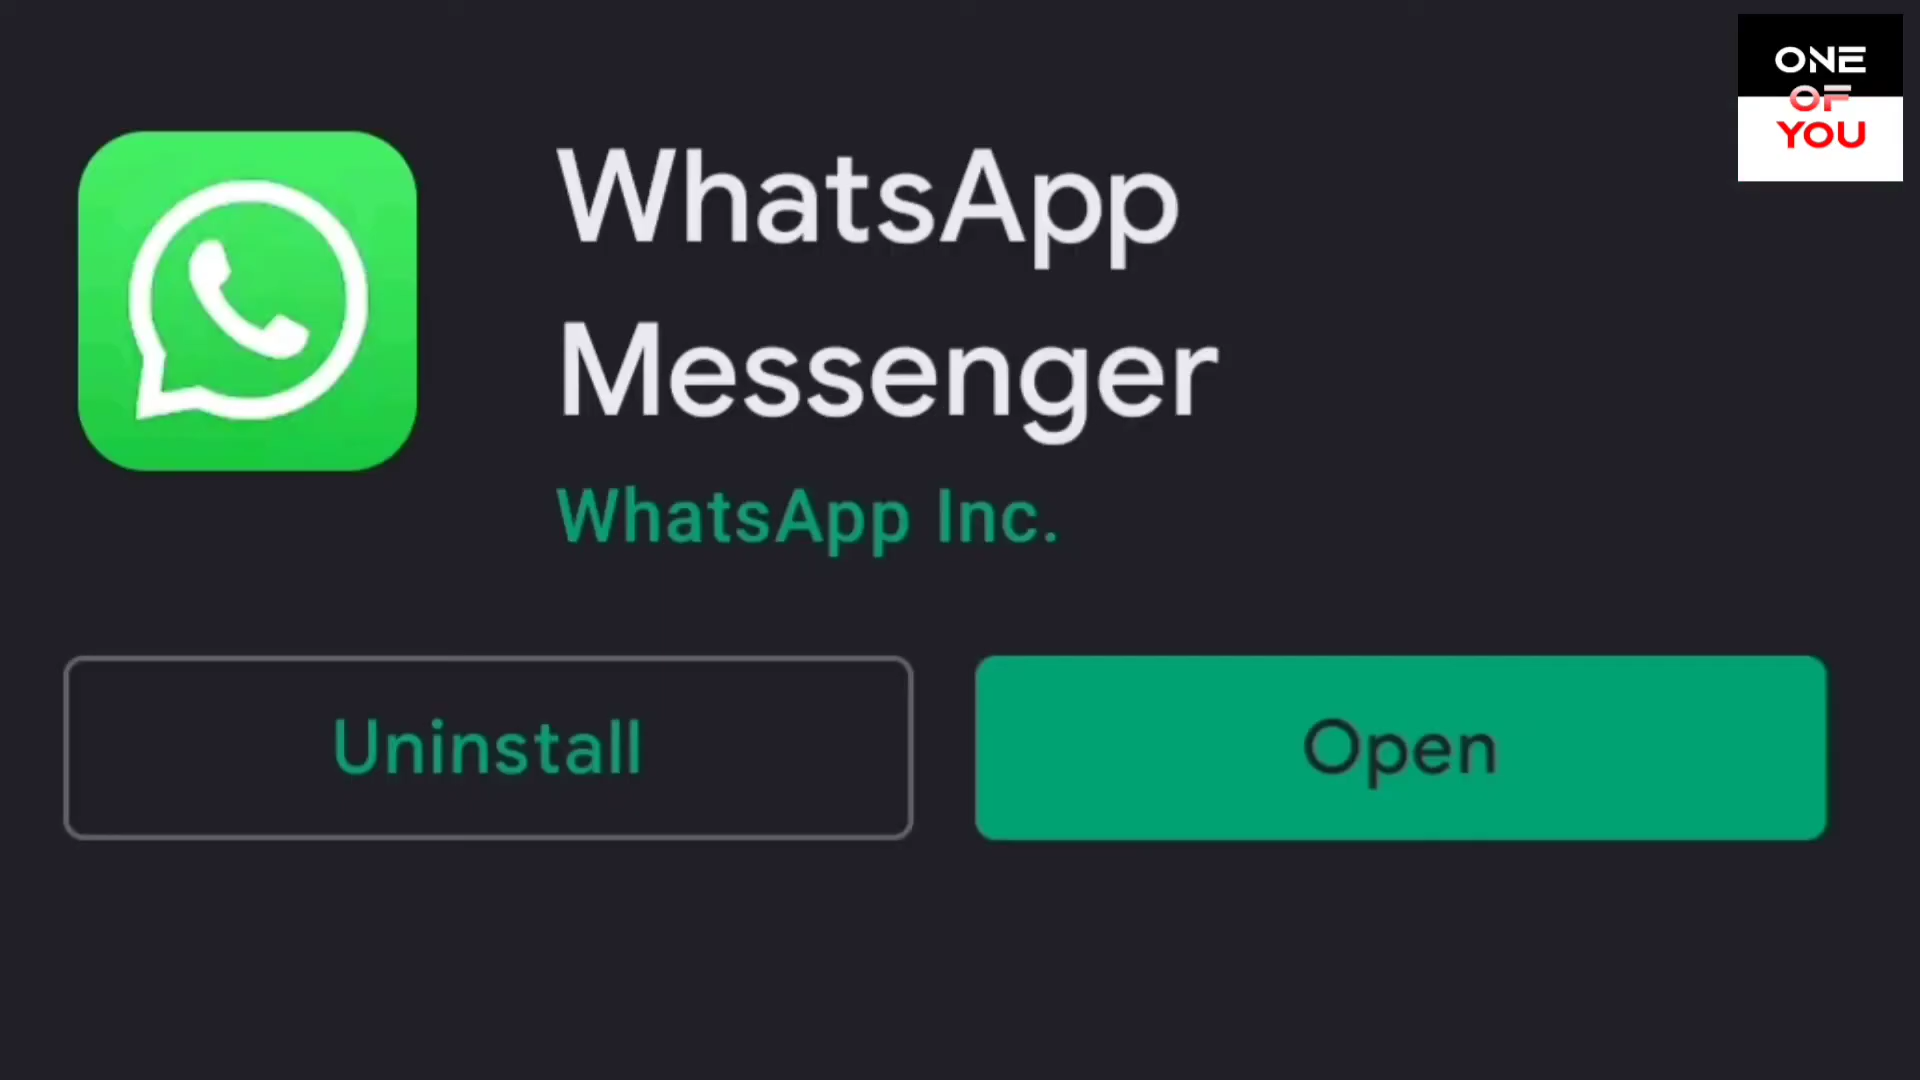 ONE
OF
YOU
WhatsApp
Messenger
WhatsApp Inc.
Uninstall
Open